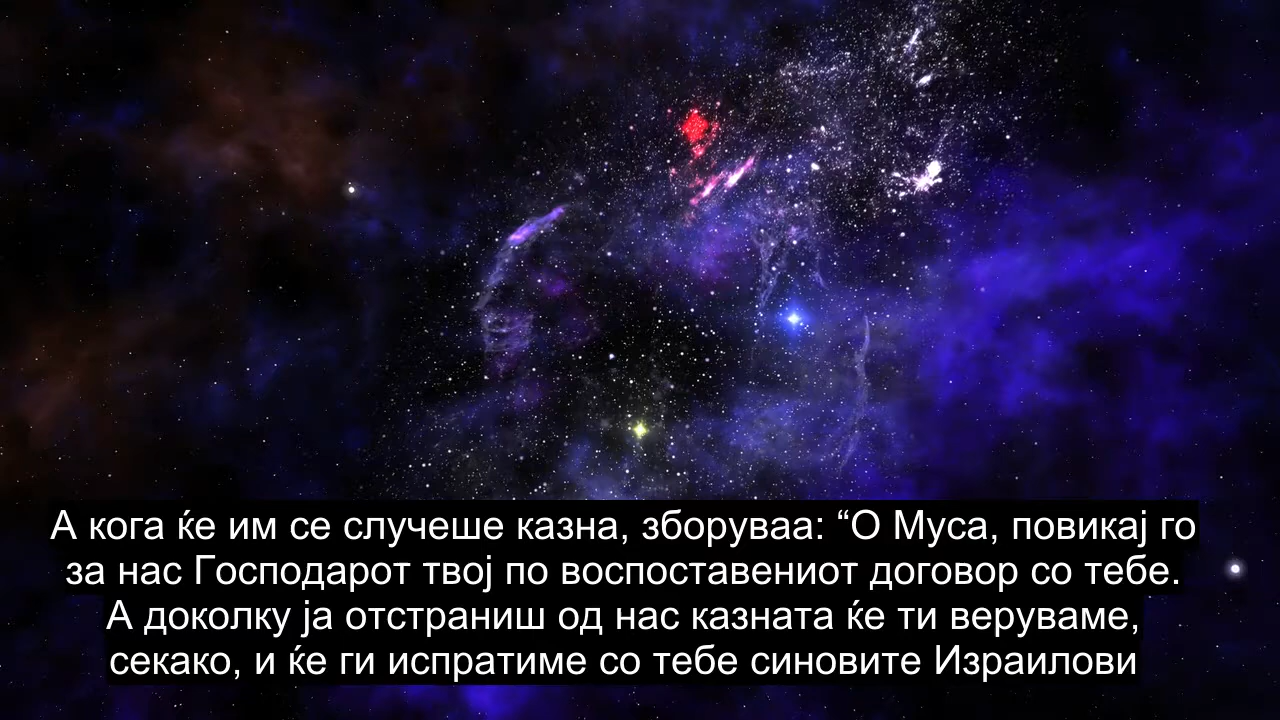 А кога ќе им се случеше казна, зборуваа: “О Муса, повикај го
за нас Господарот твој по воспоставениот договор со тебе.
А доколку ја отстраниш од нас казната ќе ти веруваме,
секако, и ќе ги испратиме со тебе синовите Израилови